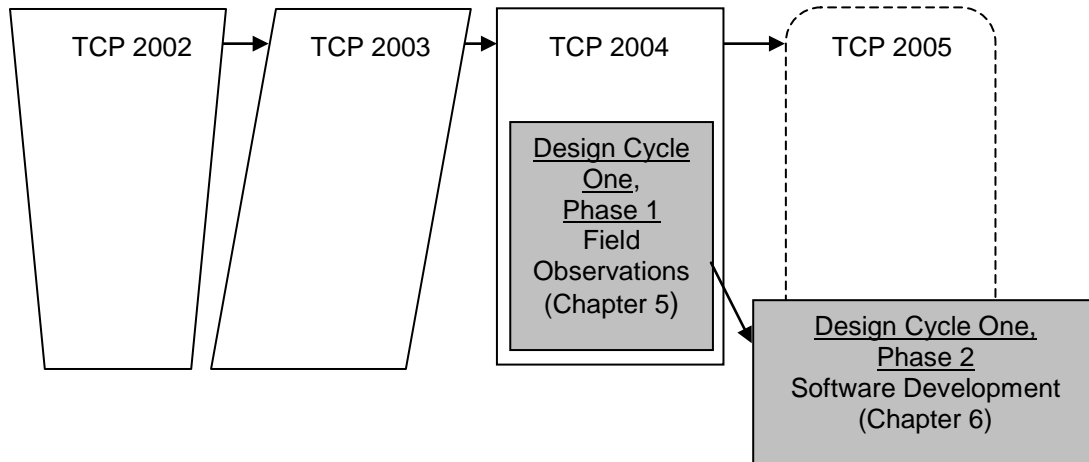 TCP 2002
TCP 2003
TCP 2004
TCP 2005
Design Cycle
One,
Phase 1
Field
Observations
(Chapter 5)
Design Cycle One,
Phase 2
Software Development
(Chapter 6)